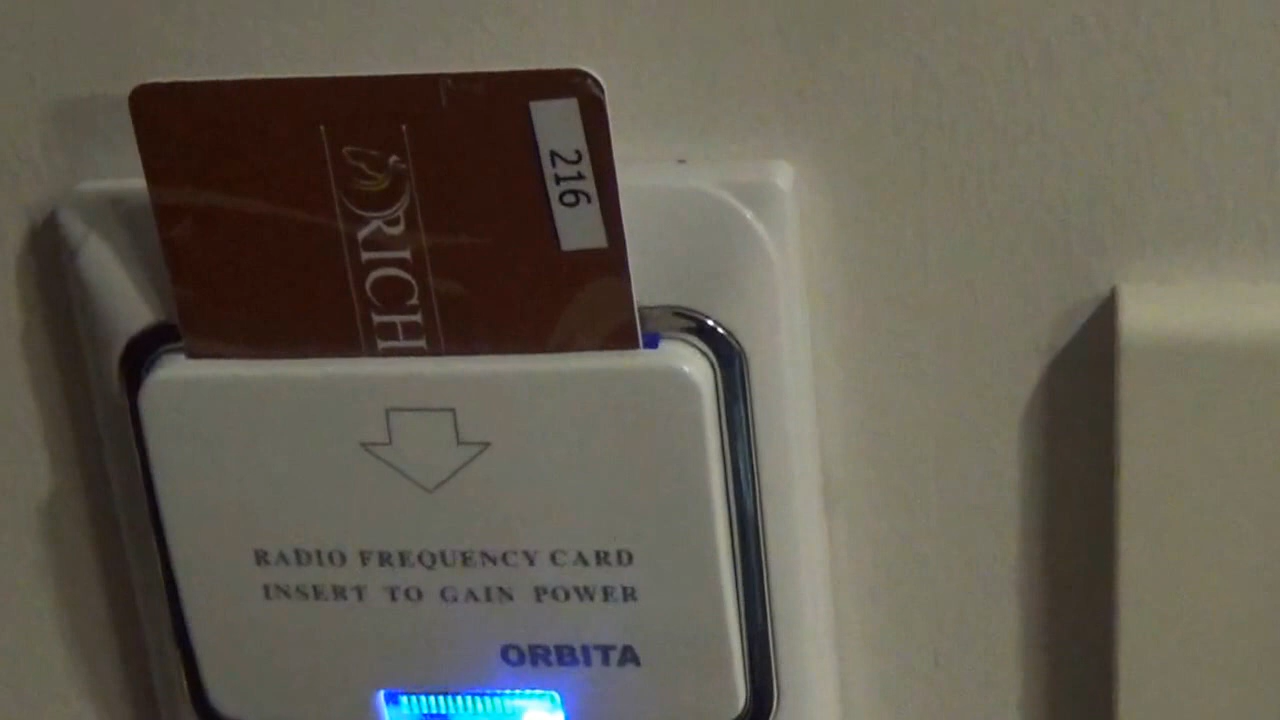 216
RICH
RADIO FREQUENCY CARD
INSERT TO GAIN POWER
ORBITA